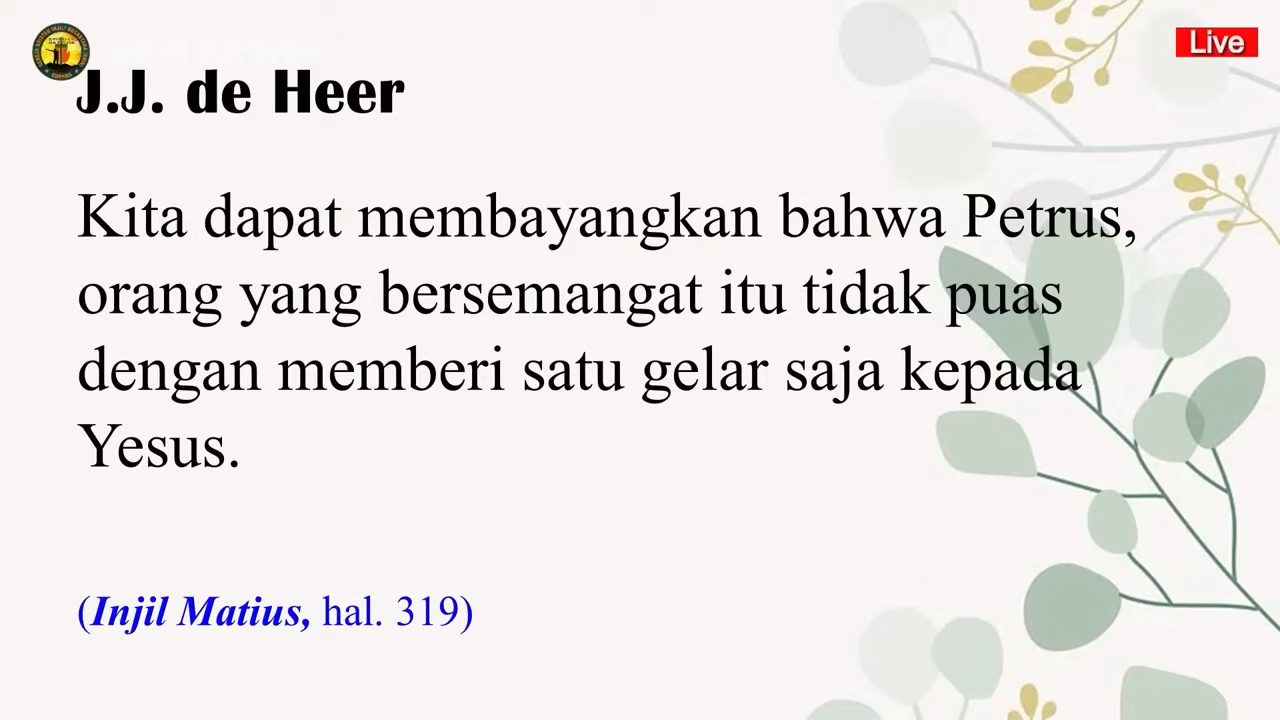 Live
J.J. de Heer
Kita dapat membayangkan bahwa Petrus,
orang yang bersemangat itu tidak puas
dengan memberi satu gelar saja kepada
Yesus.
(Injil Matius, hal. 319)